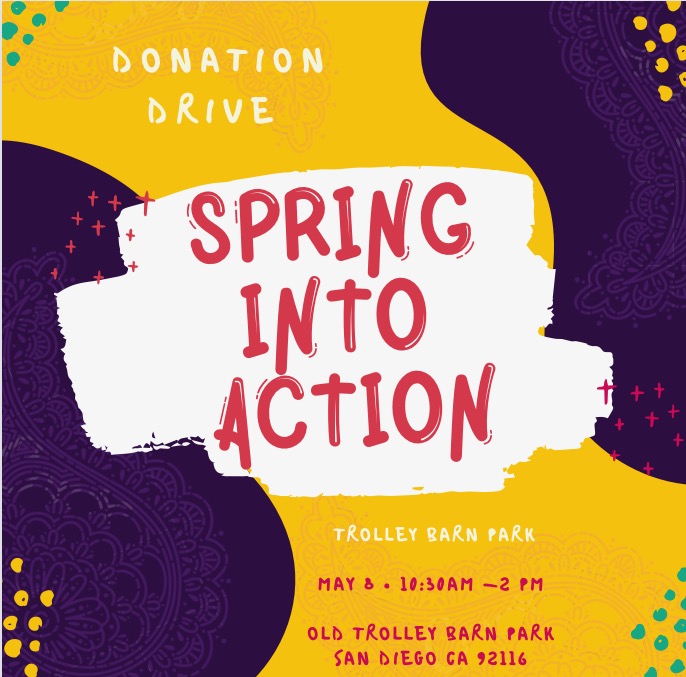 DONATION
DRIVE
SPRING
INTO
ACTION
TROLLEY BARN PARK
MAY 8 • 10:30AM –2 PM
OLD TROLLEY BARN PARK
SAN DIEGO CA 92116